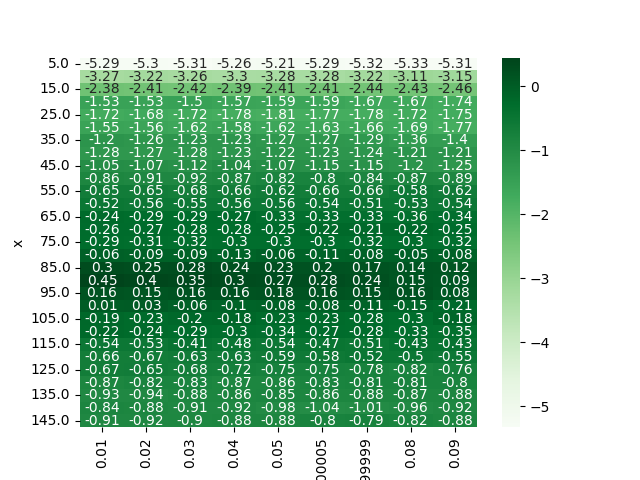 5.0 -5.29 -5.3 -5.31 -5.26 -5.21 -5.29 -5.32 -5.33 -5.31
-3.27 -3.22 -3.26 -3.3 -3.28 -3.28 -3.22 -3.11 -3.15
15.0 -2.38 -2.41 -2.42 -2.39 -2.41 -2.41 -2.44 -2.43 -2.46
-1.53 -1.53 -1.5 -1.57 -1.59 -1.59 -1.67 -1.67 -1.74
25.0 -1.72 -1.68 -1.72 -1.78 -1.81 -1.77 -1.78 -1.72 -1.75
-1.55 -1.56 -1.62 -1.58 -1.62 -1.63 -1.66 -1.69 -1.77
35.0 -1.2 -1.26 -1.23 -1.23 -1.27 -1.27 -1.29 -1.36 -1.4
-1.28 -1.27 -1.28 -1.23 -1.22 -1.23 -1.24 -1.21 -1.21
45.0 -1.05 -1.07 -1.12 -1.04 -1.07 -1.15 -1.15 -1.2 -1.25
-0.86 -0.91 -0.92 -0.87 -0.82 -0.8 -0.84 -0.87 -0.89
55.0 -0.65 -0.65 -0.68 -0.66 -0.62 -0.66 -0.66 -0.58 -0.62
-0.52 -0.56 -0.55 -0.56 -0.56 -0.54 -0.51 -0.53 -0.54
65.0 -0.24 -0.29 -0.29 -0.27 -0.33 -0.33 -0.33 -0.36 -0.34
-0.26 -0.27 -0.28 -0.28 -0.25 -0.22 -0.21 -0.22 -0.25
75.0 -0.29 -0.31 -0.32 -0.3 -0.3 -0.3 -0.32 -0.3 -0.32
-0.06 -0.09 -0.09 -0.13 -0.06 -0.11 -0.08 -0.05 -0.08
85.0 0.3 0.25 0.28 0.24 0.23 0.2 0.17 0.14 0.12
0.45 0.4 0.35 0.3 0.27 0.28 0.24 0.15 0.09
95.0 0.16 0.15 0.16 0.16 0.18 0.16 0.15 0.16 0.08
0.01 0.03 -0.06 -0.1 -0.08 -0.08 -0.11 -0.15 -0.21
105.0 -0.19 -0.23 -0.2 -0.18 -0.23 -0.23 -0.28 -0.3 -0.18
-0.22 -0.24 -0.29 -0.3 -0.34 -0.27 -0.28 -0.33 -0.35
115.0 -0.54 -0.53 -0.41 -0.48 -0.54 -0.47 -0.51 -0.43 -0.43
-0.66 -0.67 -0.63 -0.63 -0.59 -0.58 -0.52 -0.5 -0.55
125.0 -0.67 -0.65 -0.68 -0.72 -0.75 -0.75 -0.78 -0.82 -0.76
-0.87 -0.82 -0.83 -0.87 -0.86 -0.83 -0.81 -0.81 -0.8
135.0 -0.93 -0.94 -0.88 -0.86 -0.85 -0.86 -0.88 -0.87 -0.88
-0.84 -0.88 -0.91 -0.92 -0.98 -1.04 -1.01 -0.96 -0.92
145.0 -0.91 -0.92 -0.9 -0.88 -0.88 -0.8 -0.79 -0.82 -0.88
0.01 0.02 0.03 0.04 0.05 00005 99999 0.08 0.09
x
0
−1
−2
−3
−4
−5